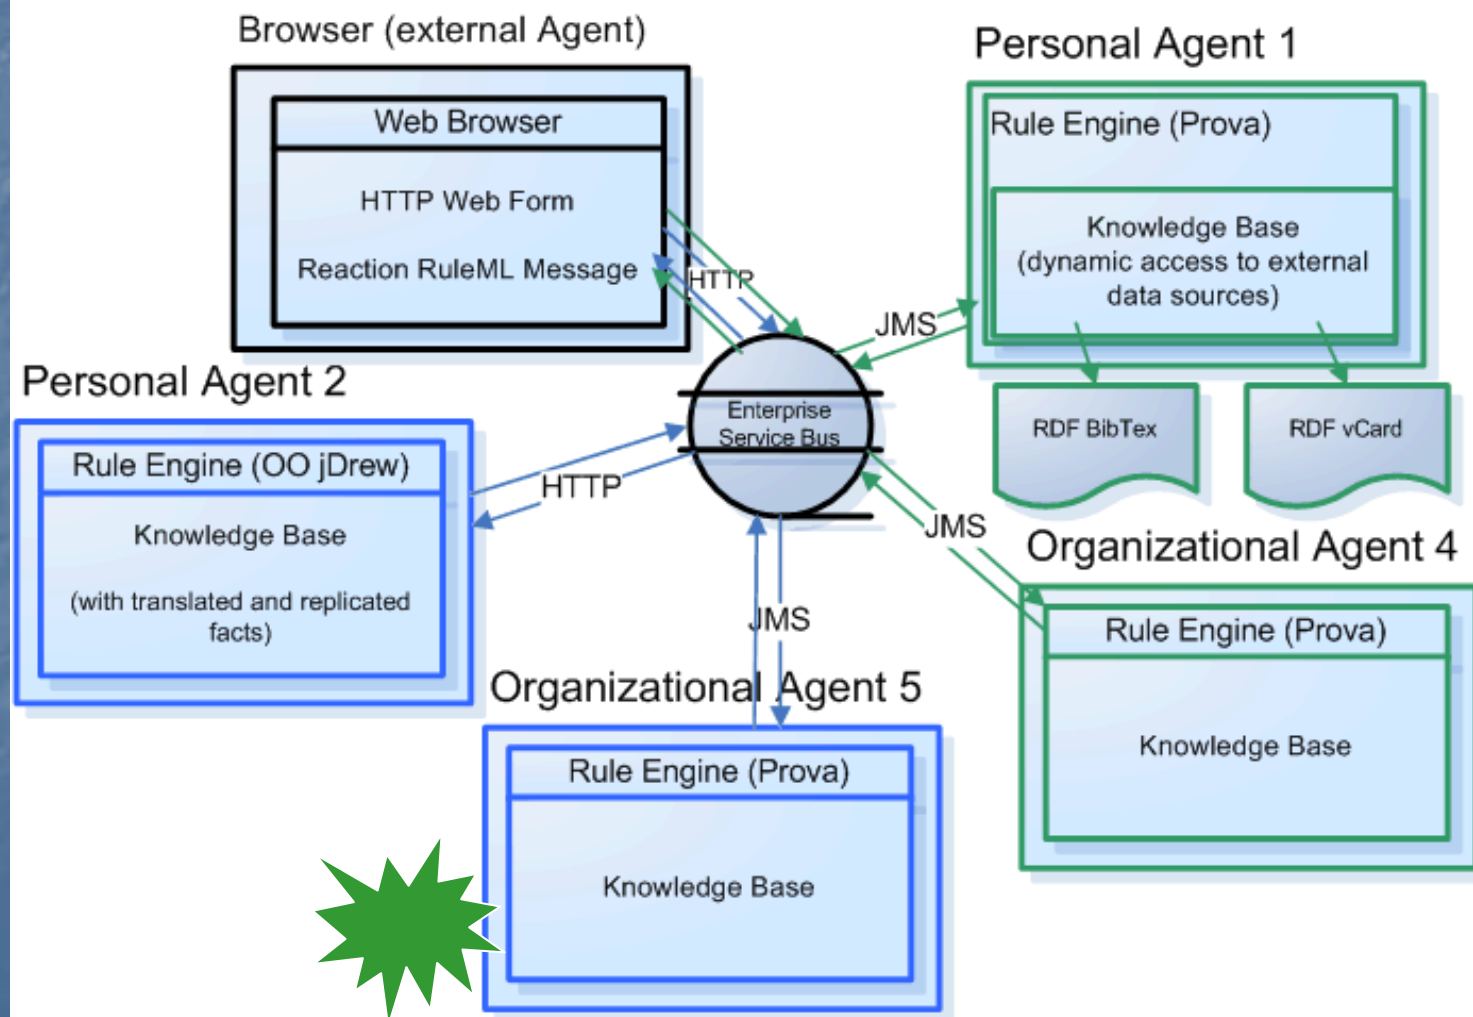 Browser (external Agent)
Web Browser
HTTP Web Form
Reaction RuleML Message
HTTP
Personal Agent 1
Rule Engine (Prova)
Knowledge Base
(dynamic access to external
data sources)
JMS
RDF BibTex
RDF vCard
Enterprise
Service Bus
Personal Agent 2
Rule Engine (OO jDrew)
Knowledge Base
(with translated and replicated
facts)
HTTP
JMS
Organizational Agent 4
Rule Engine (Prova)
Knowledge Base
JMS
Organizational Agent 5
Rule Engine (Prova)
Knowledge Base